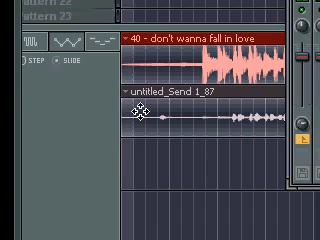 attern 22
attern 23
40 - don't wanna fall in love
STEP SLIDE
untitled_Send 1_87